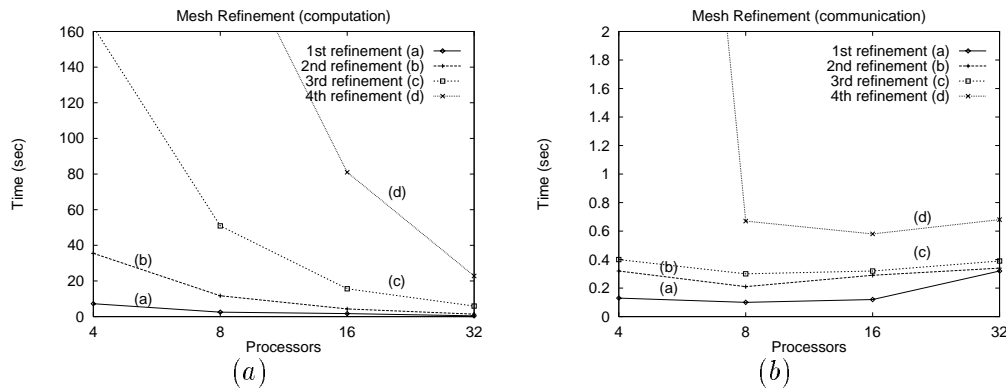 Mesh Refinement (computation)
160
140
120
100
80
60
40
20
0
Time (sec)
1st refinement (a)
2nd refinement (b)
3rd refinement (c)
4th refinement (d)
(d)
(b)
(c)
(a)
4
8
16
32
Processors
(a)
Mesh Refinement (communication)
2
1.8
1.6
1.4
1.2
1
0.8
0.6
0.4
0.2
0
Time (sec)
1st refinement (a)
2nd refinement (b)
3rd refinement (c)
4th refinement (d)
(d)
(c)
(b)
(a)
4
8
16
32
Processors
(b)